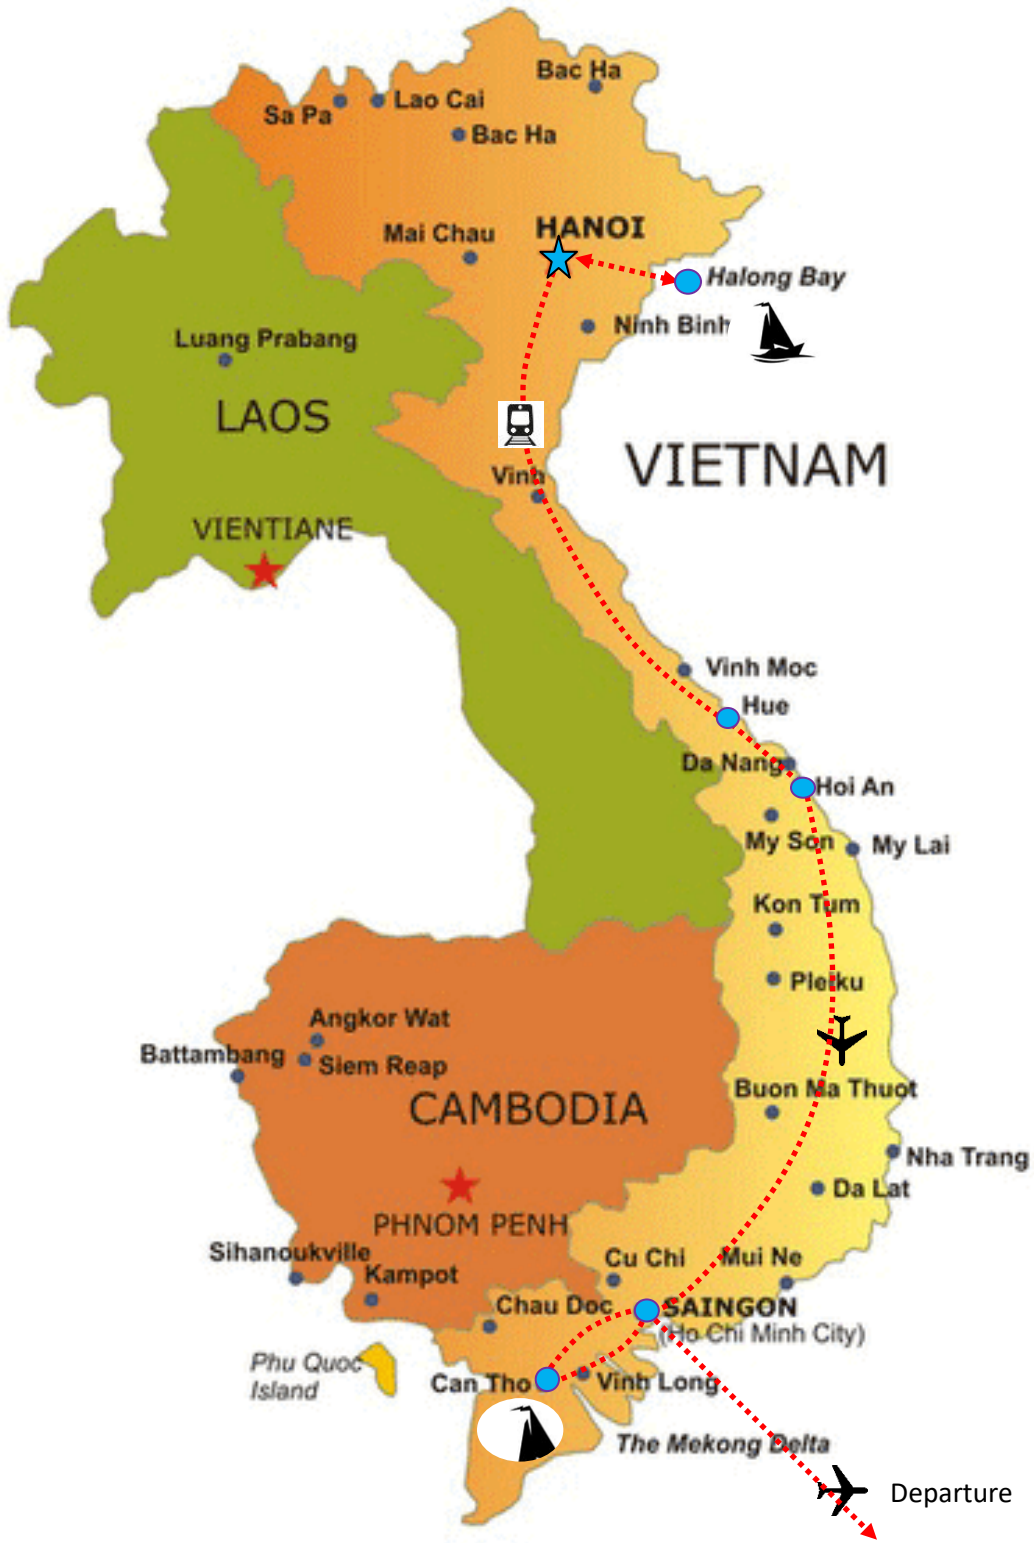 Bac Ha
Sa Pa
Lao Cai
Bac Ha
HANOI
Mai Chau
Halong Bay
Ninh Binh
Luang Prabang
LAOS
VIETNAM
Vinh
VIENTIANE
Vinh Moc
Hue
Da Nang
Hoi An
My Son
My Lai
Kon Tum
Pleiku
Angkor Wat
Battambang
Siem Reap
CAMBODIA
Buon Ma Thuot
Nha Trang
Da Lat
PHNOM PENH
Sihanoukville
Cu Chi
Mui Ne
Kampot
Chau Doc
SAINGON
(Ho Chi Minh City)
Phu Quoc
Island
Can Tho
Vinh Long
The Mekong Delta
Departure